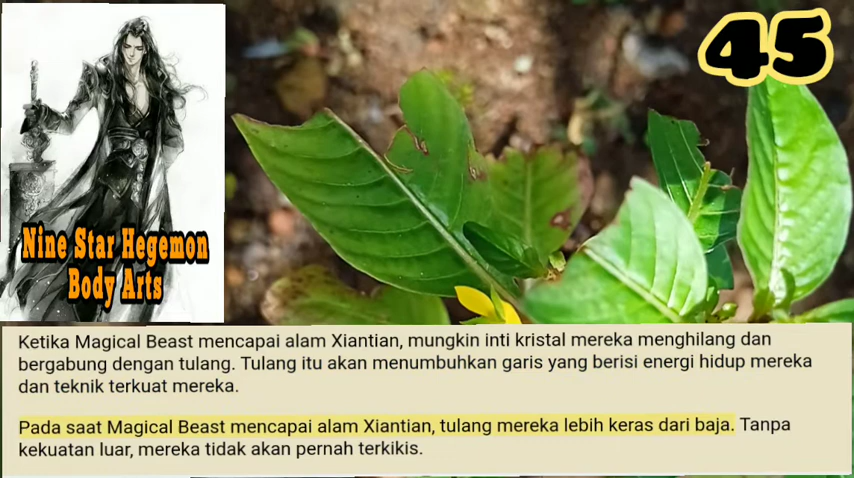 45
Nine Star Hegemon
Body Arts
Ketika Magical Beast mencapai alam Xiantian, mungkin inti kristal mereka menghilang dan
bergabung dengan tulang. Tulang itu akan menumbuhkan garis yang berisi energi hidup mereka
dan teknik terkuat mereka.
Pada saat Magical Beast mencapai alam Xiantian, tulang mereka lebih keras dari baja. Tanpa
kekuatan luar, mereka tidak akan pernah terkikis.